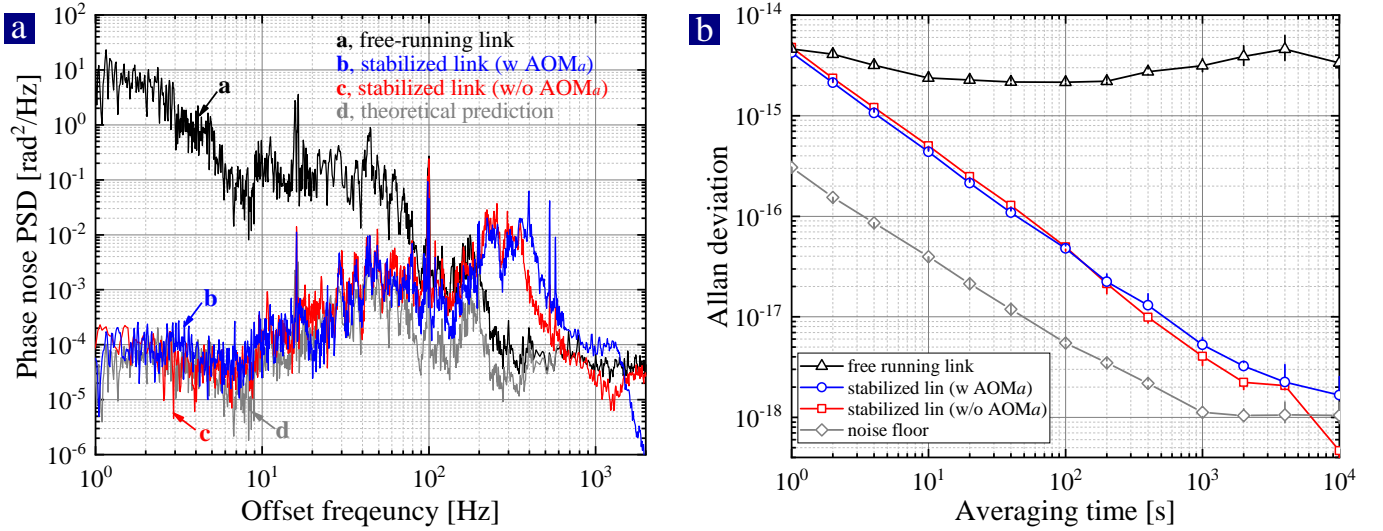 a
Phase nose PSD [rad²/Hz]
10²
10¹
10⁰
10⁻¹
10⁻²
10⁻³
10⁻⁴
10⁻⁵
10⁻⁶
a, free-running link
b, stabilized link (w AOMa)
c, stabilized link (w/o AOMa)
d, theoretical prediction
a
b
c
d
10⁰ 10¹ 10² 10³
Offset freqeuncy [Hz]
b
Allan deviation
10⁻¹⁴
10⁻¹⁵
10⁻¹⁶
10⁻¹⁷
10⁻¹⁸
free running link
stabilized lin (w AOMa)
stabilized lin (w/o AOMa)
noise floor
10⁰ 10¹ 10² 10³ 10⁴
Averaging time [s]